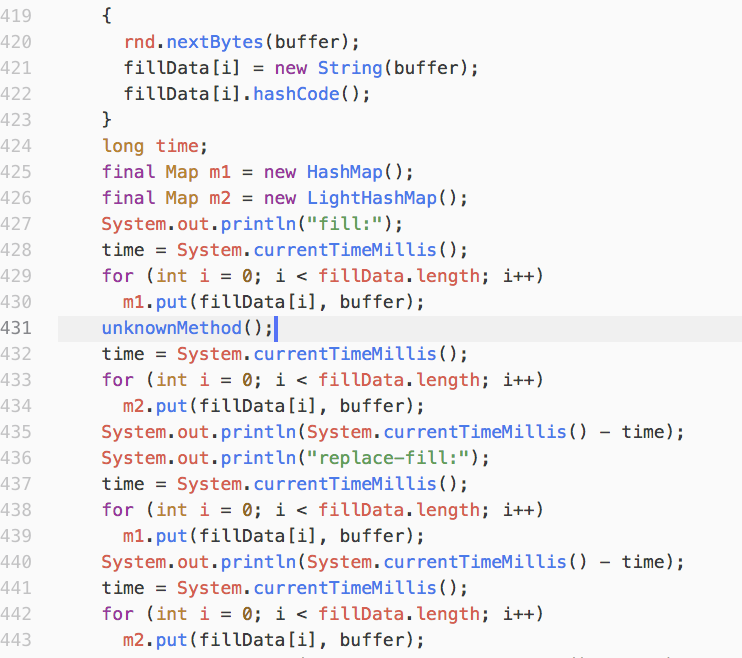 419 {
420 rnd.nextBytes(buffer);
421 fillData[i] = new String(buffer);
422 fillData[i].hashCode();
423 }
424 long time;
425 final Map m1 = new HashMap();
426 final Map m2 = new LightHashMap();
427 System.out.println("fill:");
428 time = System.currentTimeMillis();
429 for (int i = 0; i < fillData.length; i++)
430 m1.put(fillData[i], buffer);
431 unknownMethod();
432 time = System.currentTimeMillis();
433 for (int i = 0; i < fillData.length; i++)
434 m2.put(fillData[i], buffer);
435 System.out.println(System.currentTimeMillis() - time);
436 System.out.println("replace-fill:");
437 time = System.currentTimeMillis();
438 for (int i = 0; i < fillData.length; i++)
439 m1.put(fillData[i], buffer);
440 System.out.println(System.currentTimeMillis() - time);
441 time = System.currentTimeMillis();
442 for (int i = 0; i < fillData.length; i++)
443 m2.put(fillData[i], buffer);